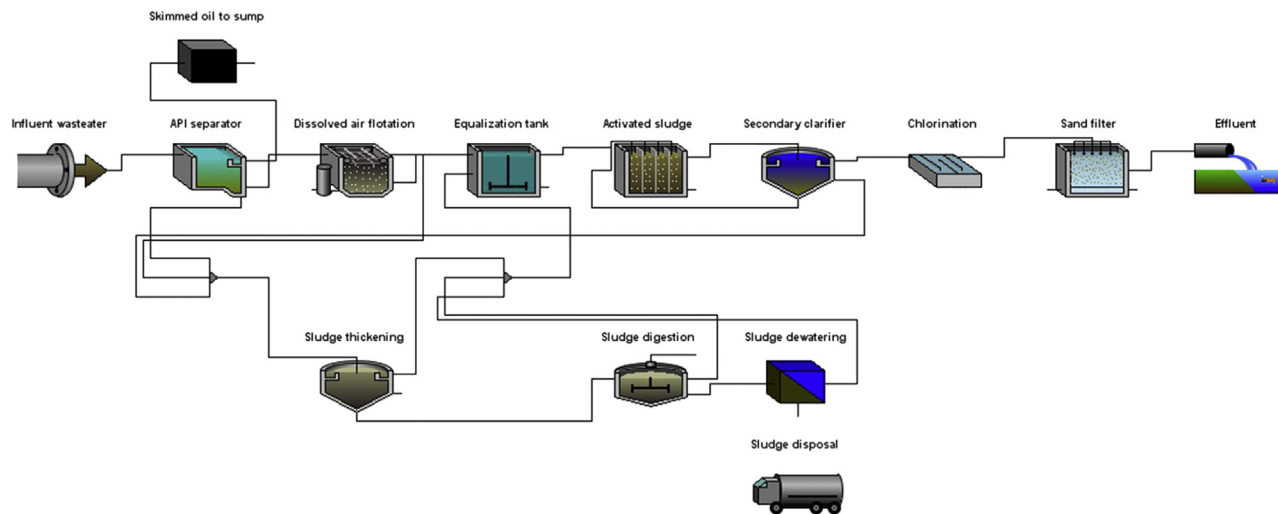 Skimmed oil to sump
Influent wasteater
API separator
Dissolved air flotation
Equalization tank
Activated sludge
Secondary clarifier
Chlorination
Sand filter
Effluent
Sludge thickening
Sludge digestion
Sludge dewatering
Sludge disposal